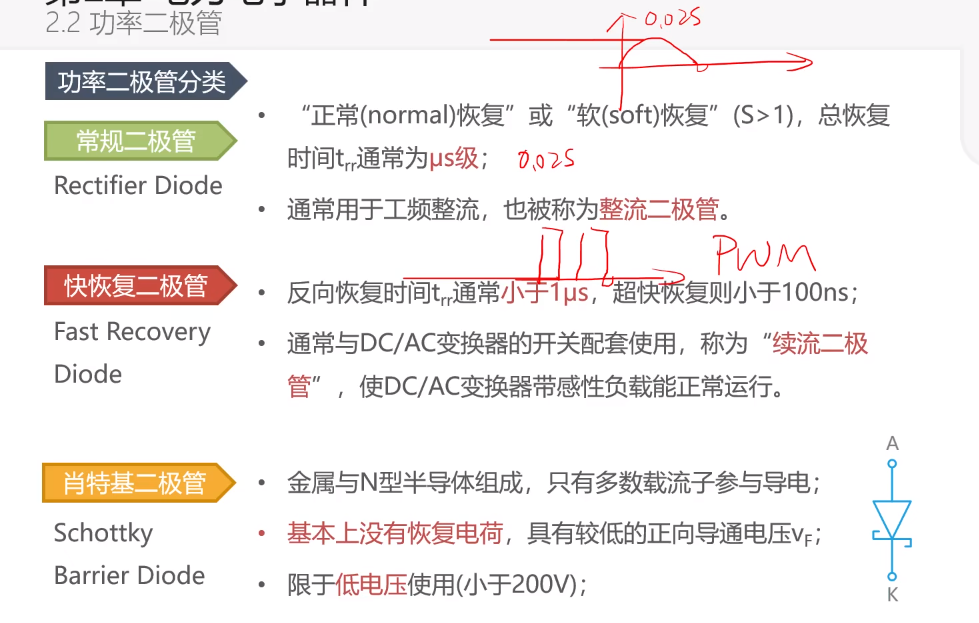 2.2 功率二极管
0.02S
功率二极管分类
常规二极管
Rectifier Diode
• “正常(normal)恢复”或“软(soft)恢复”(S>1)，总恢复
时间trr通常为μs级； 0.02S
• 通常用于工频整流，也被称为整流二极管。
PWM
快恢复二极管
Fast Recovery
Diode
• 反向恢复时间trr通常小于1μs，超快恢复则小于100ns；
• 通常与DC/AC变换器的开关配套使用，称为“续流二极
管”，使DC/AC变换器带感性负载能正常运行。
肖特基二极管
Schottky
Barrier Diode
• 金属与N型半导体组成，只有多数载流子参与导电；
• 基本上没有恢复电荷，具有较低的正向导通电压vF；
• 限于低电压使用(小于200V)；
A
K